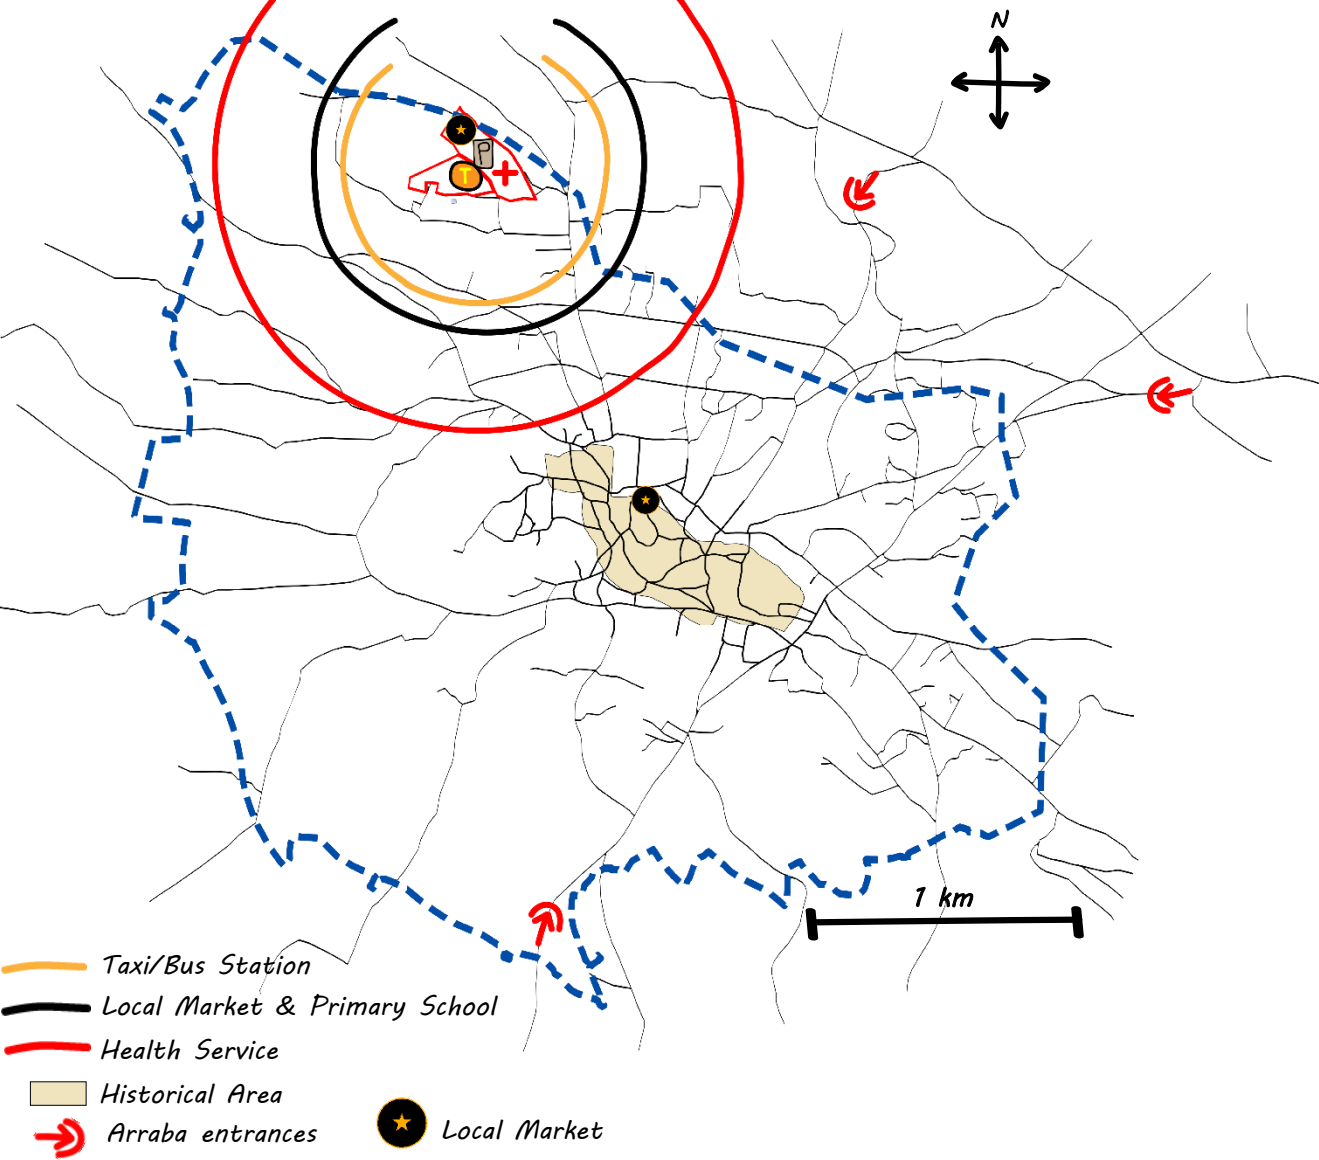 N
P
T
1 km
Taxi/Bus Station
Local Market & Primary School
Health Service
Historical Area
Arraba entrances
Local Market